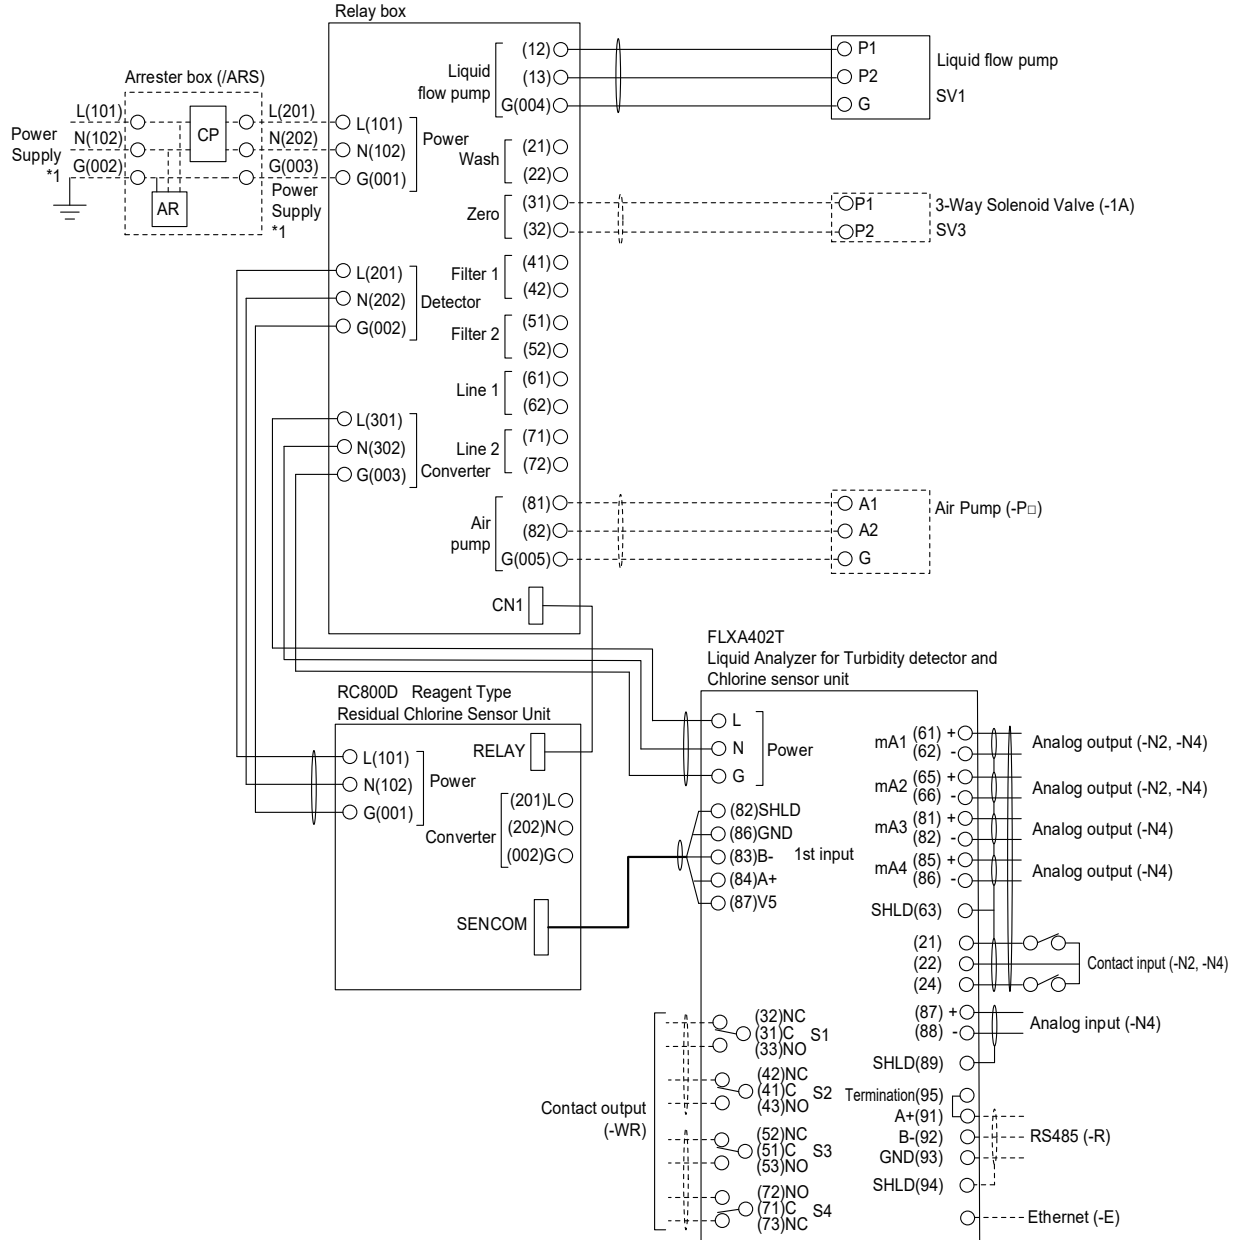 Relay box
Arrester box (/ARS)
L(101)
N(102)
G(002)
Power
Supply
*1
CP
AR
L(201)
N(202)
G(003)
Power
Supply
*1
L(101)
N(102)
G(001)
Power
L(201)
N(202)
G(002)
Detector
L(301)
N(302)
G(003)
Converter
Liquid
flow pump
(12)
(13)
G(004)
Wash
(21)
(22)
Zero
(31)
(32)
Filter 1
(41)
(42)
Filter 2
(51)
(52)
Line 1
(61)
(62)
Line 2
(71)
(72)
Air
pump
(81)
(82)
G(005)
CN1
P1
P2
G
Liquid flow pump
SV1
P1
P2
3-Way Solenoid Valve (-1A)
SV3
A1
A2
G
Air Pump (-P□)
RC800D Reagent Type
Residual Chlorine Sensor Unit
L(101)
N(102)
G(001)
Power
RELAY
Converter
(201)L
(202)N
(002)G
SENCOM
FLXA402T
Liquid Analyzer for Turbidity detector and
Chlorine sensor unit
L
N
G
Power
(82)SHLD
(86)GND
(83)B-
(84)A+
(87)V5
1st input
mA1
(61) +
(62) -
Analog output (-N2, -N4)
mA2
(65) +
(66) -
Analog output (-N2, -N4)
mA3
(81) +
(82) -
Analog output (-N4)
mA4
(85) +
(86) -
Analog output (-N4)
SHLD(63)
(21)
(22)
(24)
Contact input (-N2, -N4)
(87) +
(88) -
Analog input (-N4)
SHLD(89)
Termination(95)
A+(91)
B-(92)
GND(93)
SHLD(94)
RS485 (-R)
Ethernet (-E)
Contact output
(-WR)
(32)NC
(31)C
(33)NO
S1
(42)NC
(41)C
(43)NO
S2
(52)NC
(51)C
(53)NO
S3
(72)NO
(71)C
(73)NC
S4